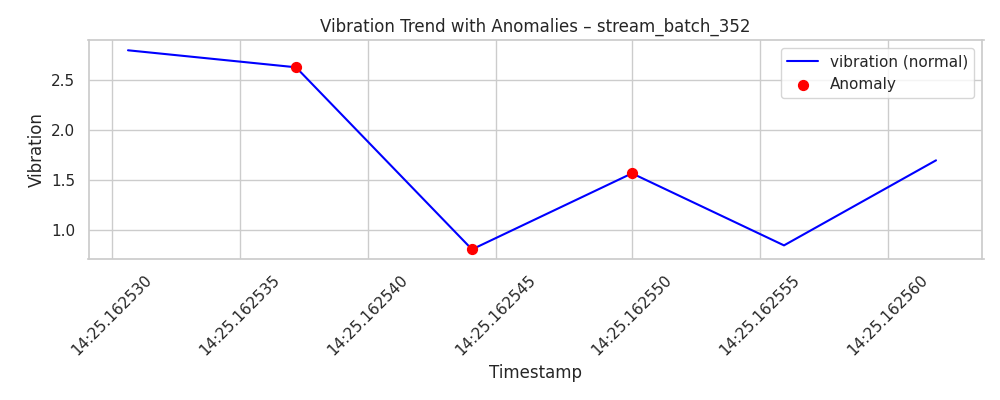 Vibration Trend with Anomalies – stream_batch_352
vibration (normal)
Anomaly
Vibration
2.5
2.0
1.5
1.0
14:25.162530
14:25.162535
14:25.162540
14:25.162545
14:25.162550
14:25.162555
14:25.162560
Timestamp